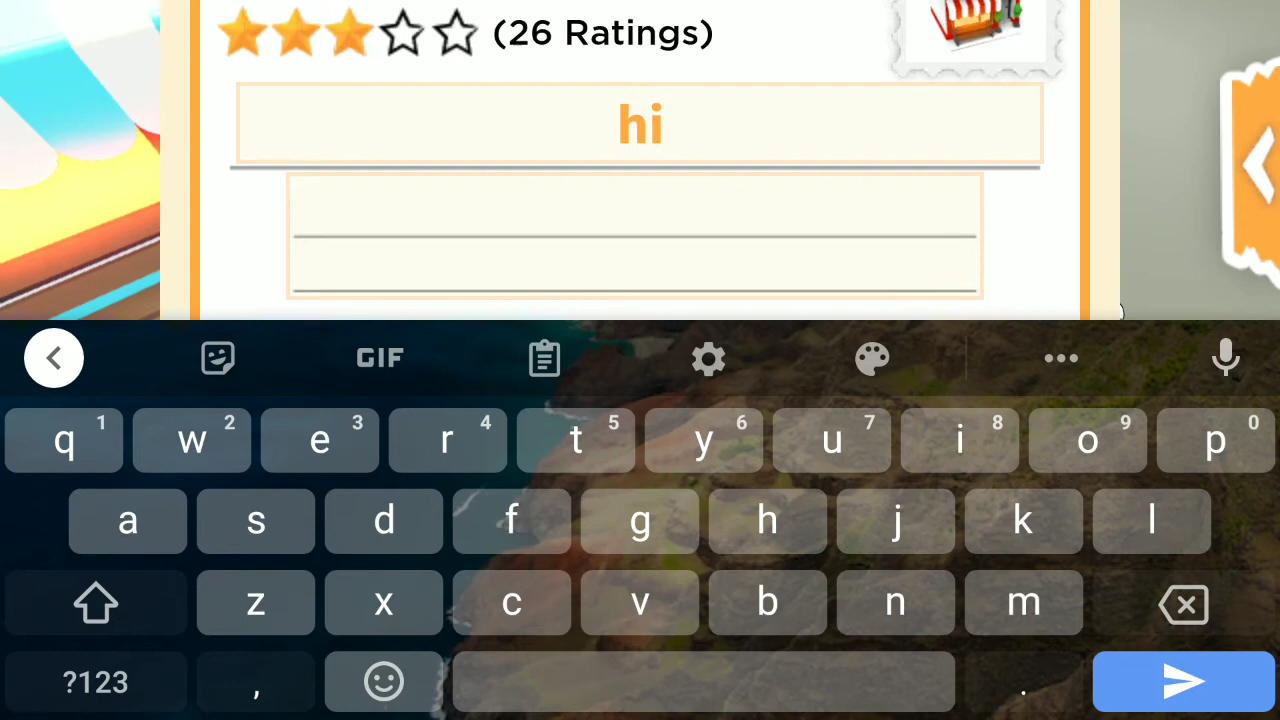 (26 Ratings)
hi
GIF
q 1 w 2 e 3 r 4 t 5 y 6 u 7 i 8 o 9 p 0
a s d f g h j k l
z x c v b n m
?123 , .